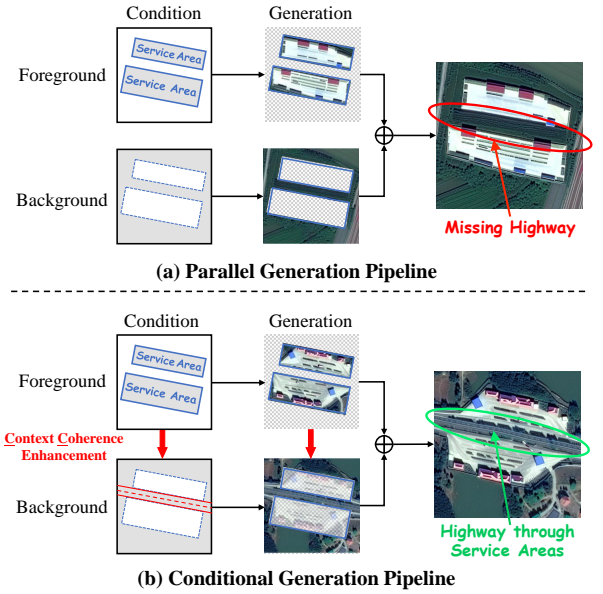 Condition
Generation
Foreground
Service Area
Service Area
Background
Missing Highway
(a) Parallel Generation Pipeline
Condition
Generation
Foreground
Service Area
Service Area
Context Coherence
Enhancement
Background
Highway through
Service Areas
(b) Conditional Generation Pipeline